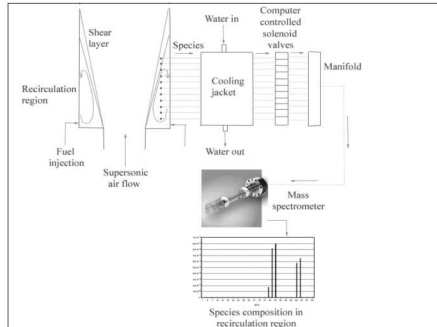 Shear
layer
Recirculation
region
Fuel
injection
Supersonic
air flow
Species
Water in
Cooling
jacket
Water out
Computer
controlled
solenoid
valves
Manifold
Mass
spectrometer
Species composition in
recirculation region